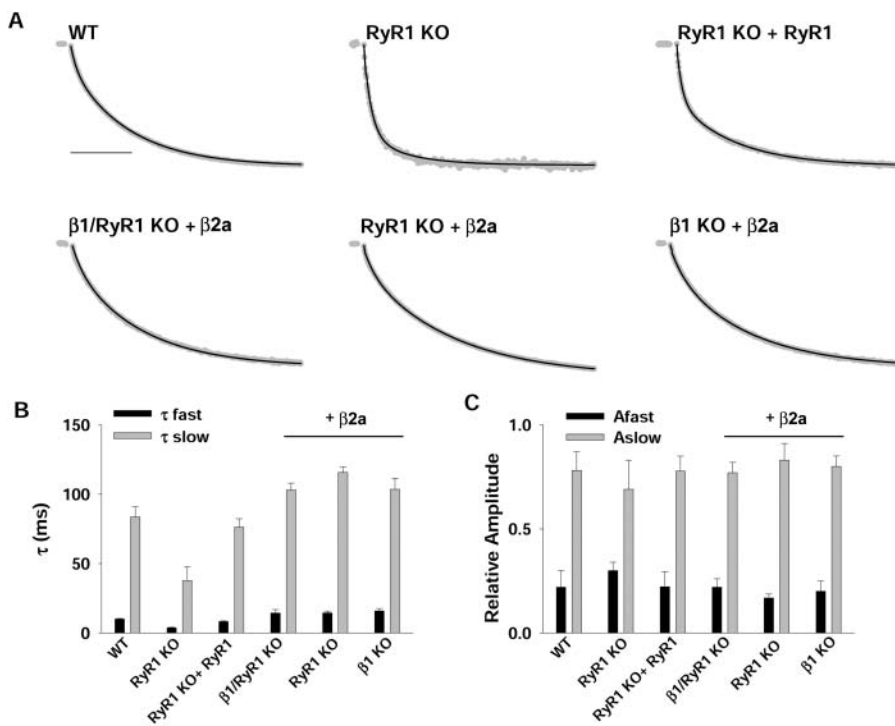 A
WT
RyR1 KO
RyR1 KO + RyR1
β1/RyR1 KO + β2a
RyR1 KO + β2a
β1 KO + β2a
B
τ fast
τ slow
+ β2a
150
100
50
0
τ (ms)
WT
RyR1 KO
RyR1 KO+ RyR1
β1/RyR1 KO
RyR1 KO
β1 KO
C
Afast
Aslow
+ β2a
1.0
0.5
0.0
Relative Amplitude
WT
RyR1 KO
RyR1 KO+ RyR1
β1/RyR1 KO
RyR1 KO
β1 KO